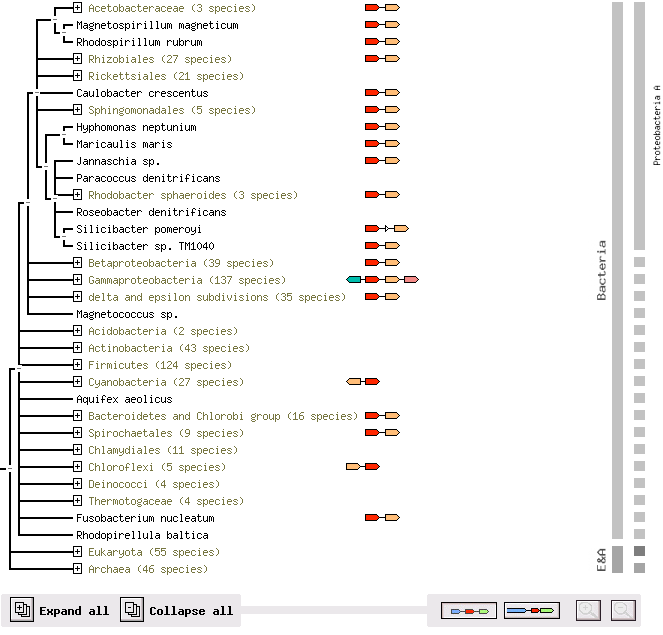 Acetobacteraceae (3 species)
Magnetospirillum magneticum
Rhodospirillum rubrum
Rhizobiales (27 species)
Rickettsiales (21 species)
Caulobacter crescentus
Sphingomonadales (5 species)
Hyphomonas neptunium
Maricaulis maris
Jannaschia sp.
Paracoccus denitrificans
Rhodobacter sphaeroides (3 species)
Roseobacter denitrificans
Silicibacter pomeroyi
Silicibacter sp. TM1040
Betaproteobacteria (39 species)
Gammaproteobacteria (137 species)
delta and epsilon subdivisions (35 species)
Magnetococcus sp.
Acidobacteria (2 species)
Actinobacteria (43 species)
Firmicutes (124 species)
Cyanobacteria (27 species)
Aquifex aeolicus
Bacteroidetes and Chlorobi group (16 species)
Spirochaetales (9 species)
Chlamydiales (11 species)
Chloroflexi (5 species)
Deinococci (4 species)
Thermotogaceae (4 species)
Fusobacterium nucleatum
Rhodopirellula baltica
Eukaryota (55 species)
Archaea (46 species)
Proteobacteria A
Bacteria
E&A
Expand all
Collapse all